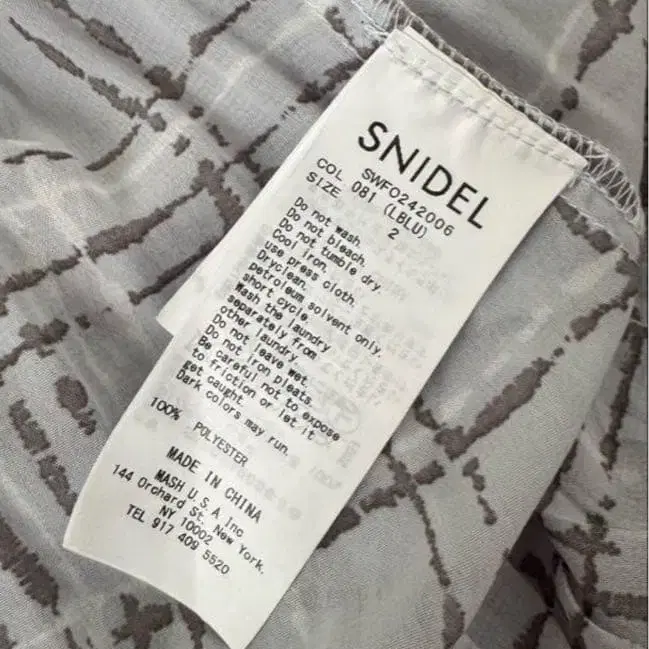 SNIDEL
SWFO242006
COL 081 (LBLU)
SIZE 2
Do not wash.
Do not bleach.
Do not tumble dry.
Cool iron.
use press cloth.
Dryclean.
petroleum solvent only.
short cycle.
Wash the laundry
separately from
other laundry.
Do not leave wet.
Do not iron pleats.
Be careful not to expose
to friction or let it
get caught.
Dark colors may run.
100% POLYESTER
MADE IN CHINA
MASH U.S.A. Inc
144 Orchard St. New York.
NY 10002
TEL 917 409 5520